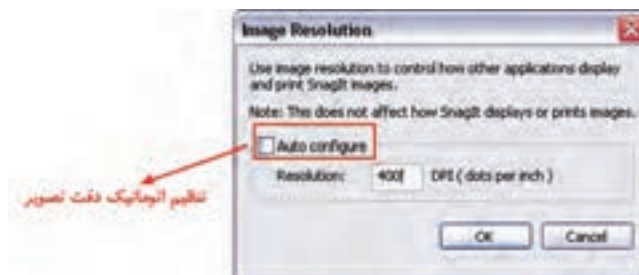 Image Resolution
Use image resolution to control how other applications display
and print SnagIt images.
Note: This does not affect how SnagIt displays or prints images.
Auto configure
Resolution: 400 DPI ( dots per inch )
OK Cancel
تنظیم اتوماتیک دقت تصویر